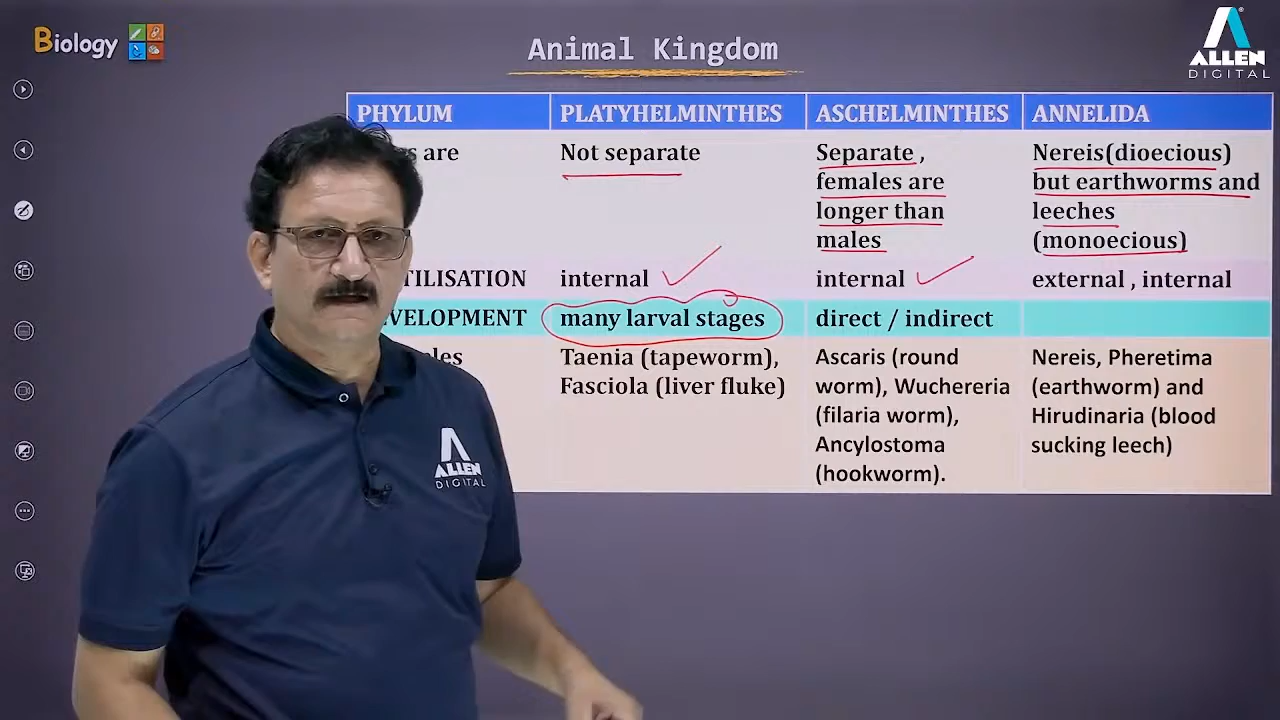 Biology
Animal Kingdom
ALLEN
DIGITAL
PHYLUM PLATYHELMINTHES ASCHELMINTHES ANNELIDA
are Not separate Separate , Nereis(dioecious)
females are but earthworms and
longer than leeches
males (monoecious)
internal internal external , internal
many larval stages direct / indirect
Taenia (tapeworm), Ascaris (round Nereis, Pheretima
Fasciola (liver fluke) worm), Wuchereria (earthworm) and
(filaria worm), Hirudinaria (blood
Ancylostoma sucking leech)
(hookworm).
ALLEN
DIGITAL